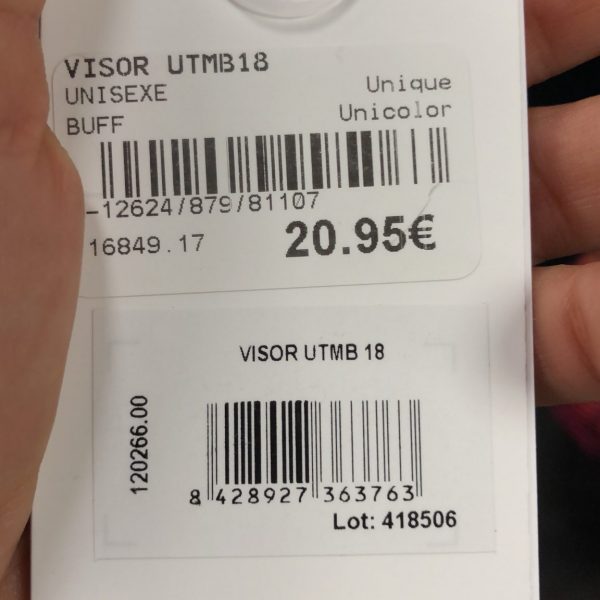 VISOR UTMB18
UNISEXE Unique
BUFF Unicolor
-12624/879/81107
16849.17 20.95€
VISOR UTMB 18
120266.00
8 428927 363763
Lot: 418506